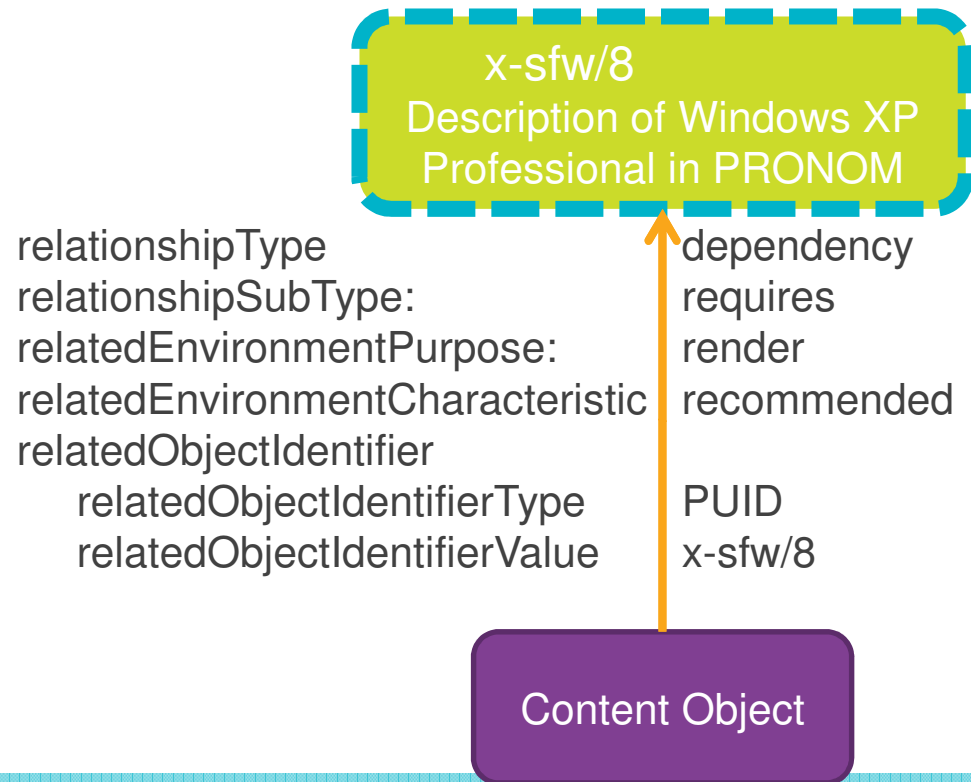 x-sfw/8
Description of Windows XP
Professional in PRONOM
relationshipType dependency
relationshipSubType: requires
relatedEnvironmentPurpose: render
relatedEnvironmentCharacteristic recommended
relatedObjectIdentifier
relatedObjectIdentifierType PUID
relatedObjectIdentifierValue x-sfw/8
Content Object